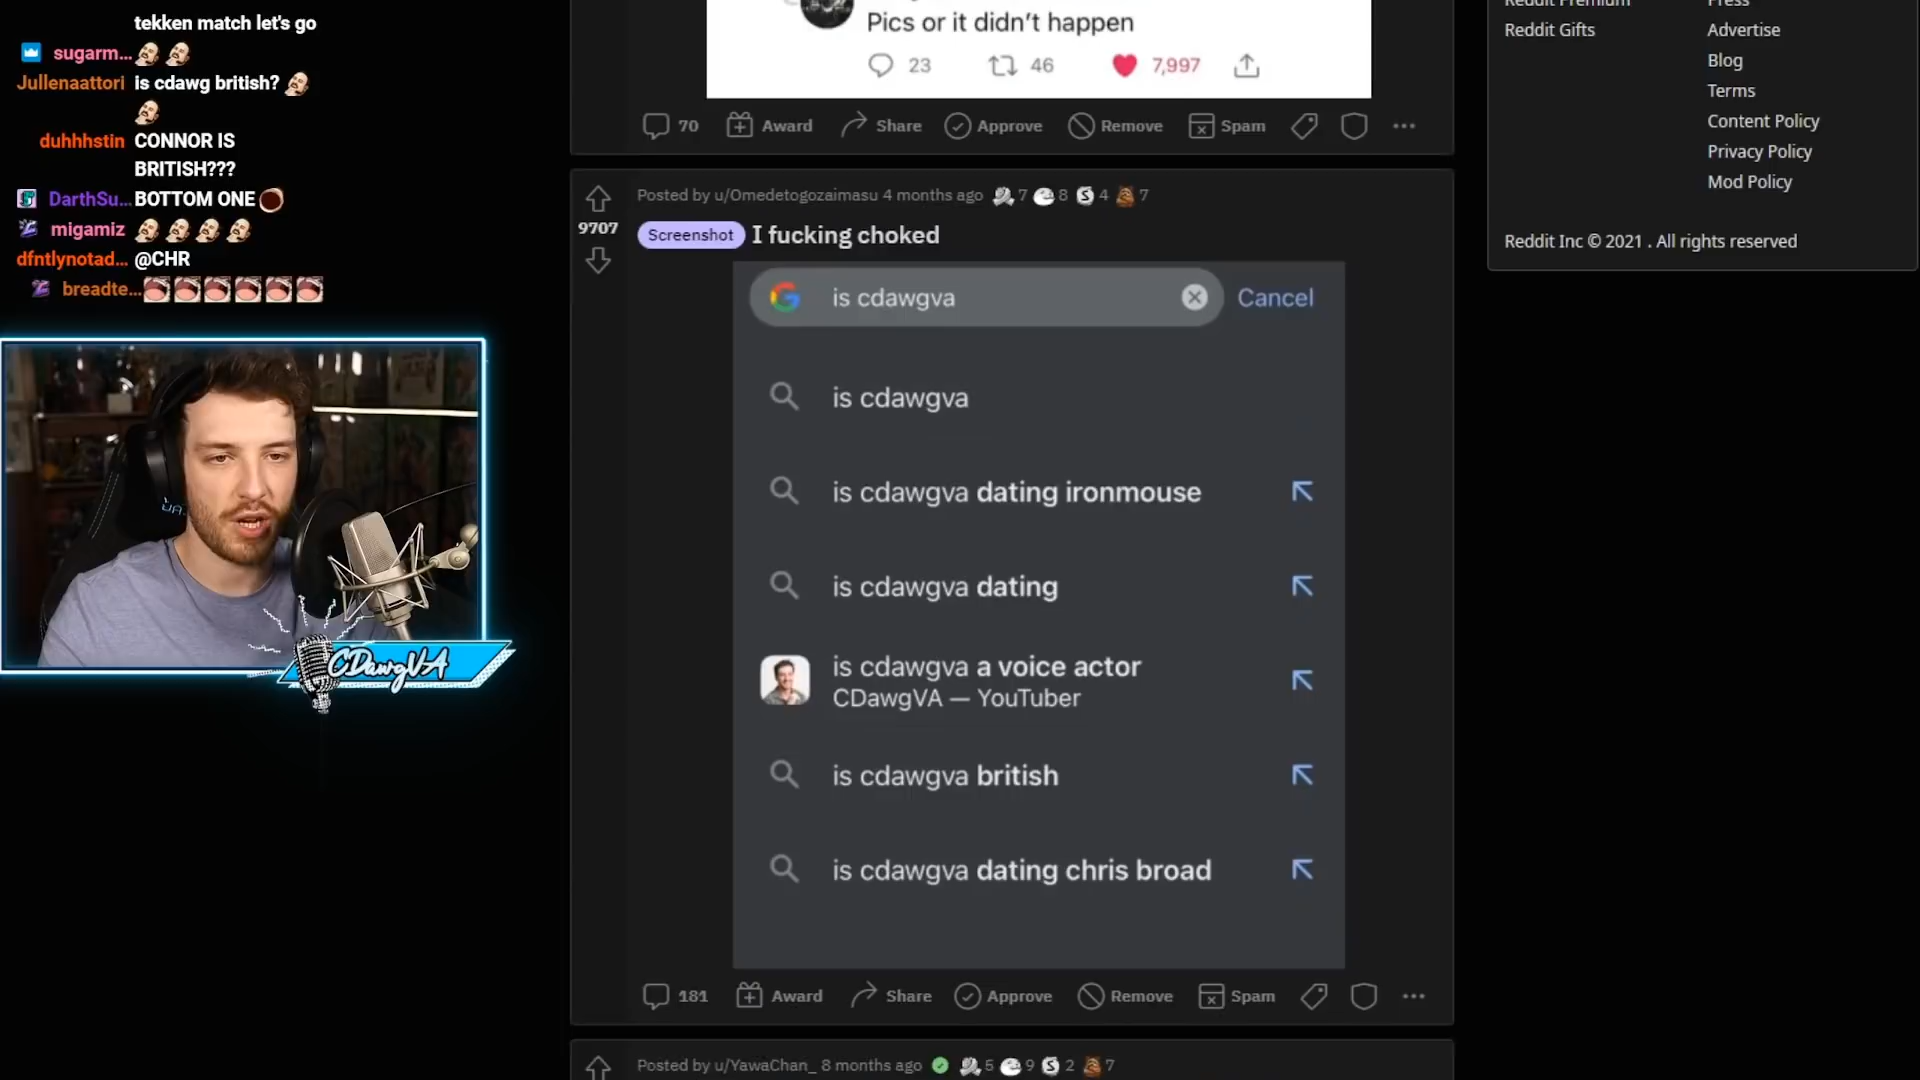 tekken match let's go
sugarm...
Jullenaattori is cdawg british?
duhhhstin CONNOR IS
BRITISH???
DarthSu... BOTTOM ONE
migamiz
dfntlynotad... @CHR
breadte...
CDawgVA
Pics or it didn't happen
23 46 7,997
70 Award Share Approve Remove Spam
Posted by u/Omedetogozaimasu 4 months ago 7 8 4 7
9707
Screenshot I fucking choked
is cdawgva Cancel
is cdawgva
is cdawgva dating ironmouse
is cdawgva dating
is cdawgva a voice actor
CDawgVA — YouTuber
is cdawgva british
is cdawgva dating chris broad
181 Award Share Approve Remove Spam
Posted by u/YawaChan_ 8 months ago 5 9 2 7
Reddit Premium Press
Reddit Gifts Advertise
Blog
Terms
Content Policy
Privacy Policy
Mod Policy
Reddit Inc © 2021 . All rights reserved